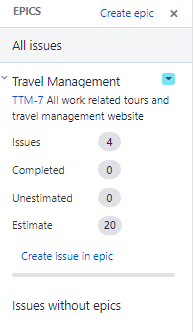 EPICS Create epic ×
All issues
Travel Management
TTM-7 All work related tours and
travel management website
Issues 4
Completed 0
Unestimated 0
Estimate 20
Create issue in epic
Issues without epics